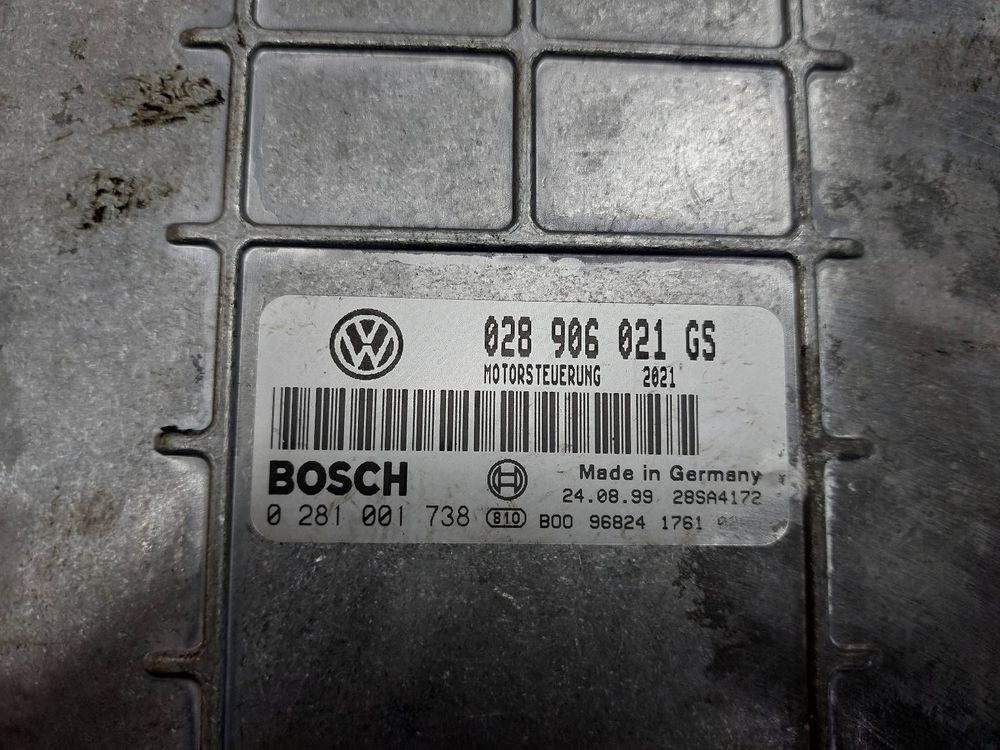 028 906 021 GS
MOTORSTEUERUNG 2021
BOSCH
Made in Germany
24.08.99 28SA4172
0 281 001 738 810 B00 96824 1761